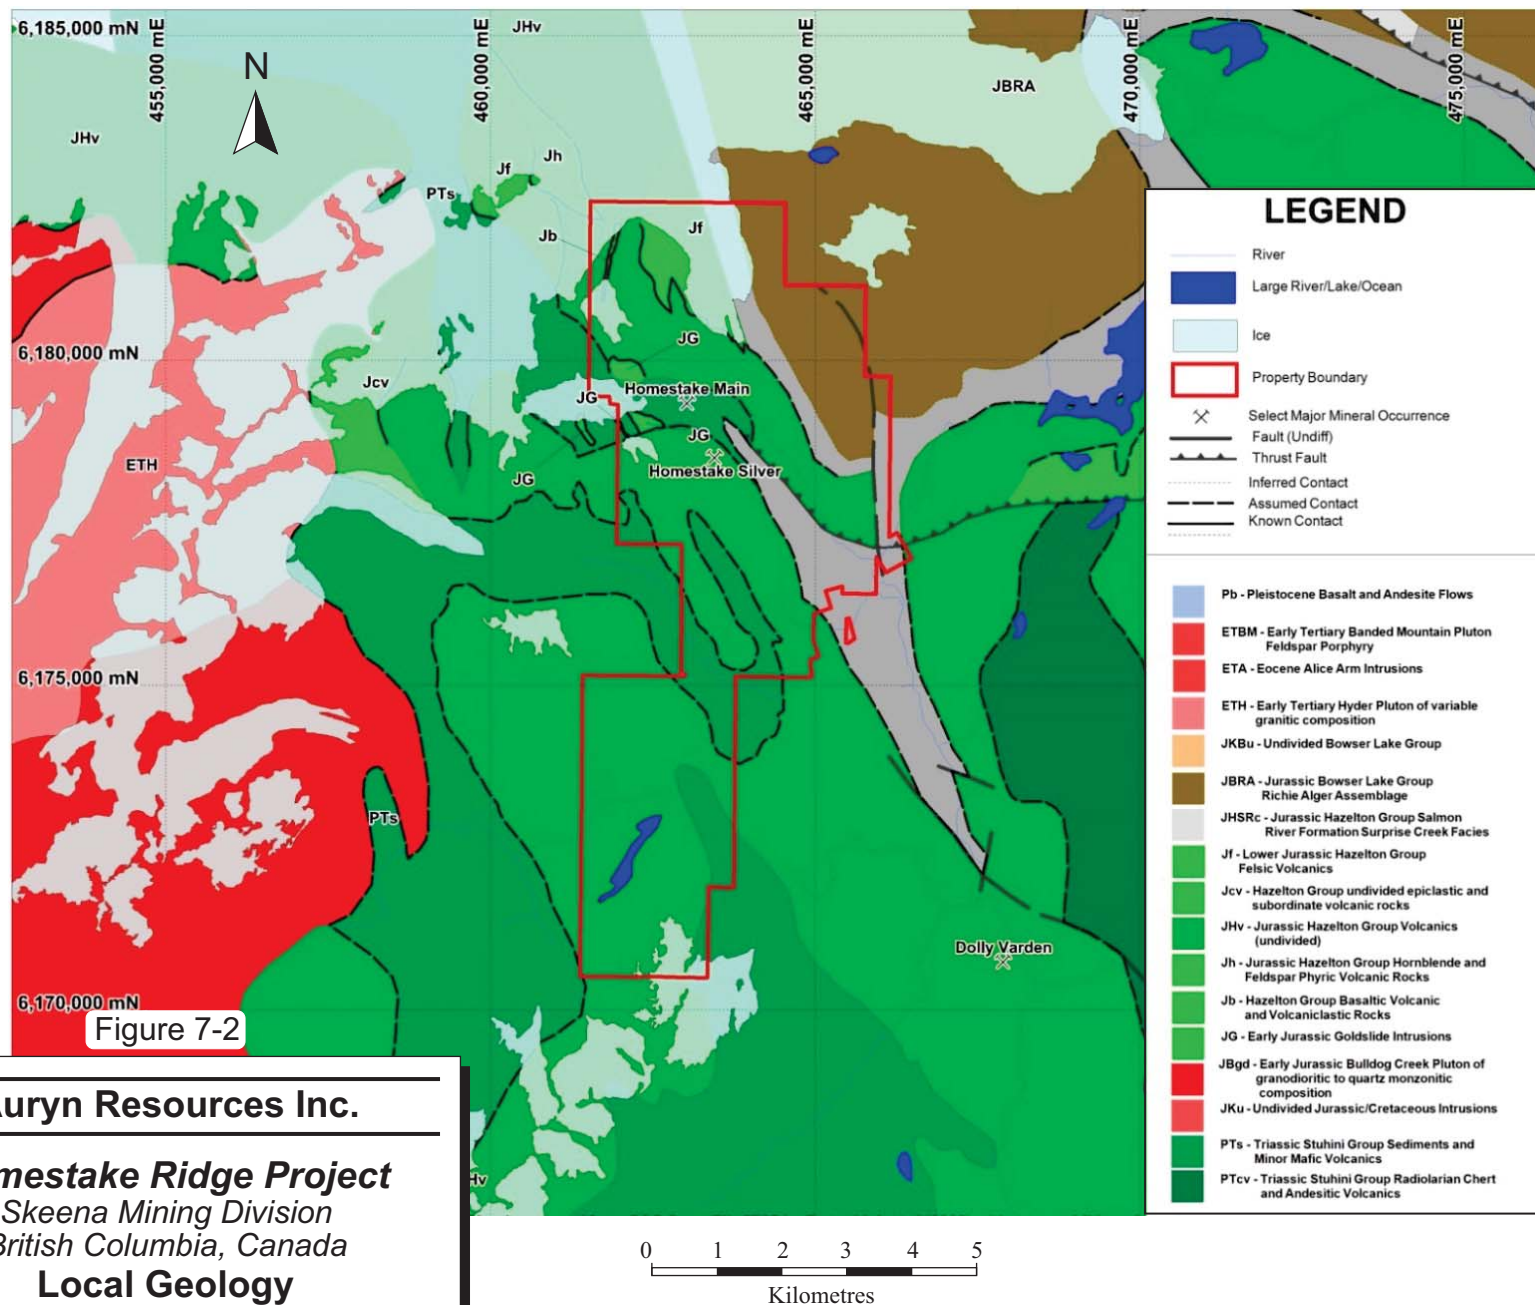 6,185,000 mN
455,000 mE
460,000 mE
JHv
465,000 mE
470,000 mE
475,000 mE
N
JBRA
JHv
Jf
Jh
PTs
Jb
Jf
6,180,000 mN
JG
Jcv
Homestake Main
JG
JG
ETH
Homestake Silver
JG
6,175,000 mN
PTs
Dolly Varden
6,170,000 mN
Hv
LEGEND
River
Large River/Lake/Ocean
Ice
Property Boundary
Select Major Mineral Occurrence
Fault (Undiff)
Thrust Fault
Inferred Contact
Assumed Contact
Known Contact
Pb - Pleistocene Basalt and Andesite Flows
ETBM - Early Tertiary Banded Mountain Pluton
Feldspar Porphyry
ETA - Eocene Alice Arm Intrusions
ETH - Early Tertiary Hyder Pluton of variable
granitic composition
JKBu - Undivided Bowser Lake Group
JBRA - Jurassic Bowser Lake Group
Richie Alger Assemblage
JHSRc - Jurassic Hazelton Group Salmon
River Formation Surprise Creek Facies
Jf - Lower Jurassic Hazelton Group
Felsic Volcanics
Jcv - Hazelton Group undivided epiclastic and
subordinate volcanic rocks
JHv - Jurassic Hazelton Group Volcanics
(undivided)
Jh - Jurassic Hazelton Group Hornblende and
Feldspar Phyric Volcanic Rocks
Jb - Hazelton Group Basaltic Volcanic
and Volcaniclastic Rocks
JG - Early Jurassic Goldslide Intrusions
JBgd - Early Jurassic Bulldog Creek Pluton of
granodioritic to quartz monzonitic
composition
JKu - Undivided Jurassic/Cretaceous Intrusions
PTs - Triassic Stuhini Group Sediments and
Minor Mafic Volcanics
PTcv - Triassic Stuhini Group Radiolarian Chert
and Andesitic Volcanics
Figure 7-2
uryn Resources Inc.
mestake Ridge Project
Skeena Mining Division
British Columbia, Canada
Local Geology
0 1 2 3 4 5
Kilometres